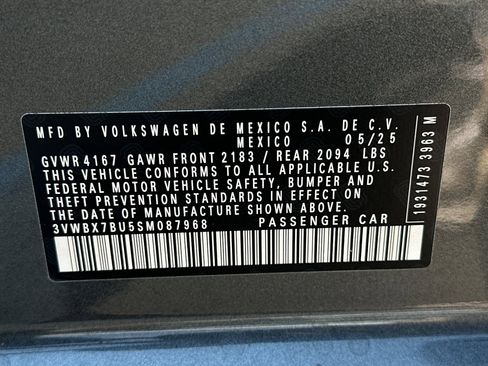 MFD BY VOLKSWAGEN DE MEXICO S.A. DE C.V.
MEXICO 05/25
GVWR 4167 GAWR FRONT 2183 / REAR 2094 LBS
THIS VEHICLE CONFORMS TO ALL APPLICABLE U.S.
FEDERAL MOTOR VEHICLE SAFETY, BUMPER AND
THEFT PREVENTION STANDARDS IN EFFECT ON THE
DATE OF MANUFACTURE SHOWN ABOVE.
3VWBX7BU5SM087968 PASSENGER CAR
1931473 3963 M